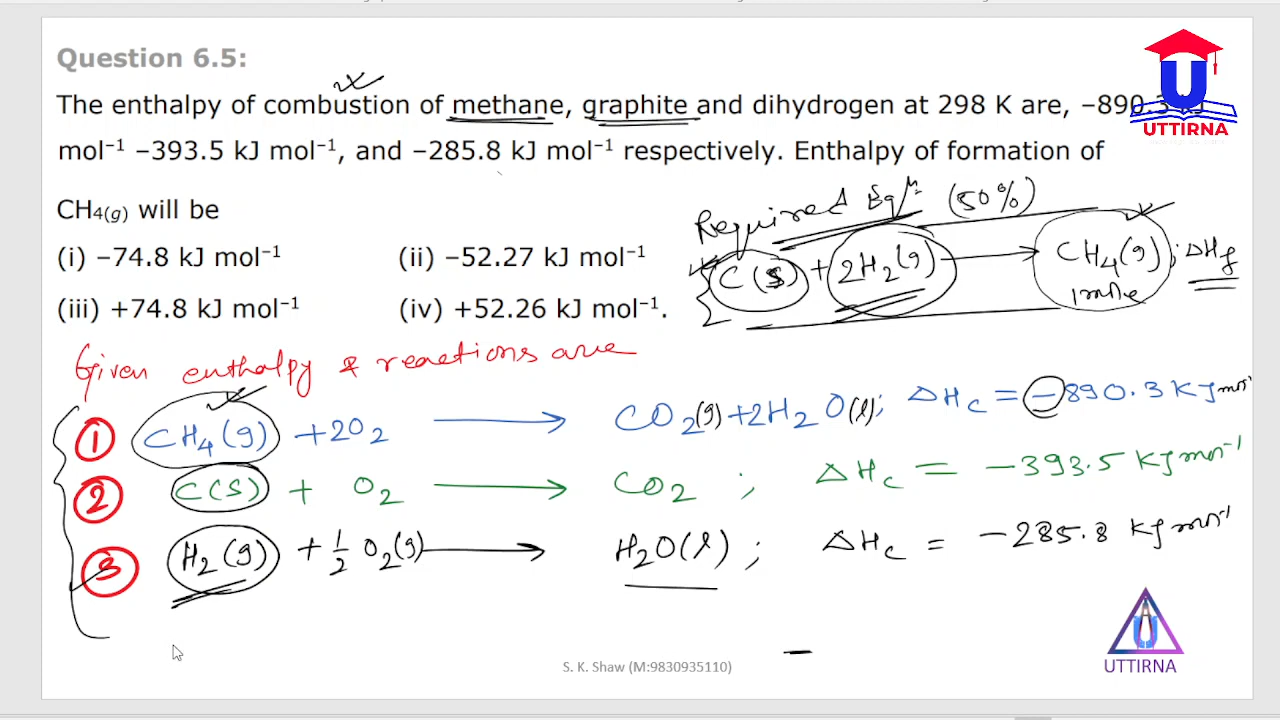 Question 6.5:
The enthalpy of combustion of methane, graphite and dihydrogen at 298 K are, –890.3
mol⁻¹ –393.5 kJ mol⁻¹, and –285.8 kJ mol⁻¹ respectively. Enthalpy of formation of
CH₄(g) will be
(i) –74.8 kJ mol⁻¹ (ii) –52.27 kJ mol⁻¹
(iii) +74.8 kJ mol⁻¹ (iv) +52.26 kJ mol⁻¹.
UTTIRNA
Required Eqⁿ (50%)
C(s) + 2H₂(g) → CH₄(g); ΔHf
1 mole
Given enthalpy & reactions are
① CH₄(g) + 2O₂ → CO₂(g) + 2H₂O(l); ΔHc = –890.3 KJ mol⁻¹
② C(s) + O₂ → CO₂ ; ΔHc = –393.5 KJ mol⁻¹
③ H₂(g) + ½ O₂(g) → H₂O(l) ; ΔHc = –285.8 KJ mol⁻¹
S. K. Shaw (M:9830935110)
UTTIRNA